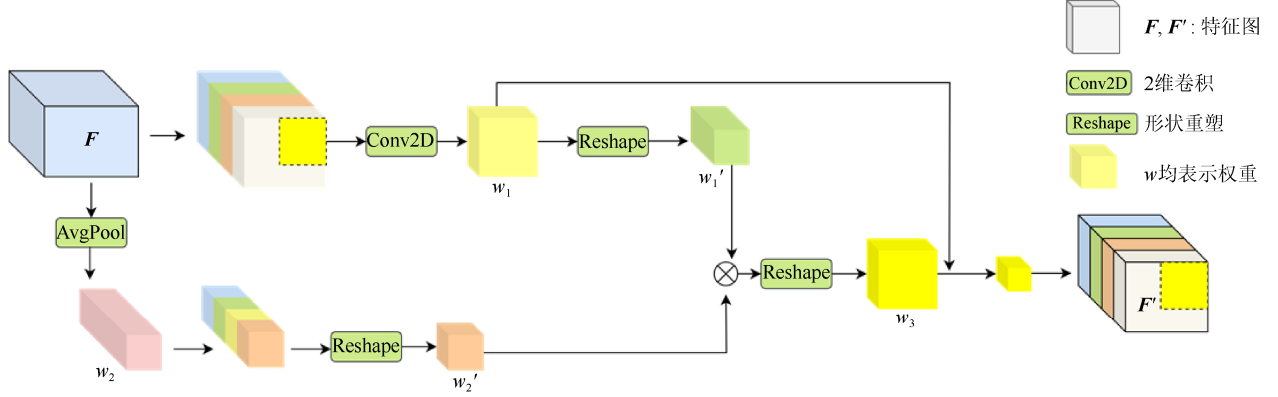 F, F′ : 特征图
Conv2D 2维卷积
Reshape 形状重塑
w均表示权重
F
Conv2D
w₁
Reshape
w₁′
AvgPool
w₂
Reshape
w₂′
Reshape
w₃
F′